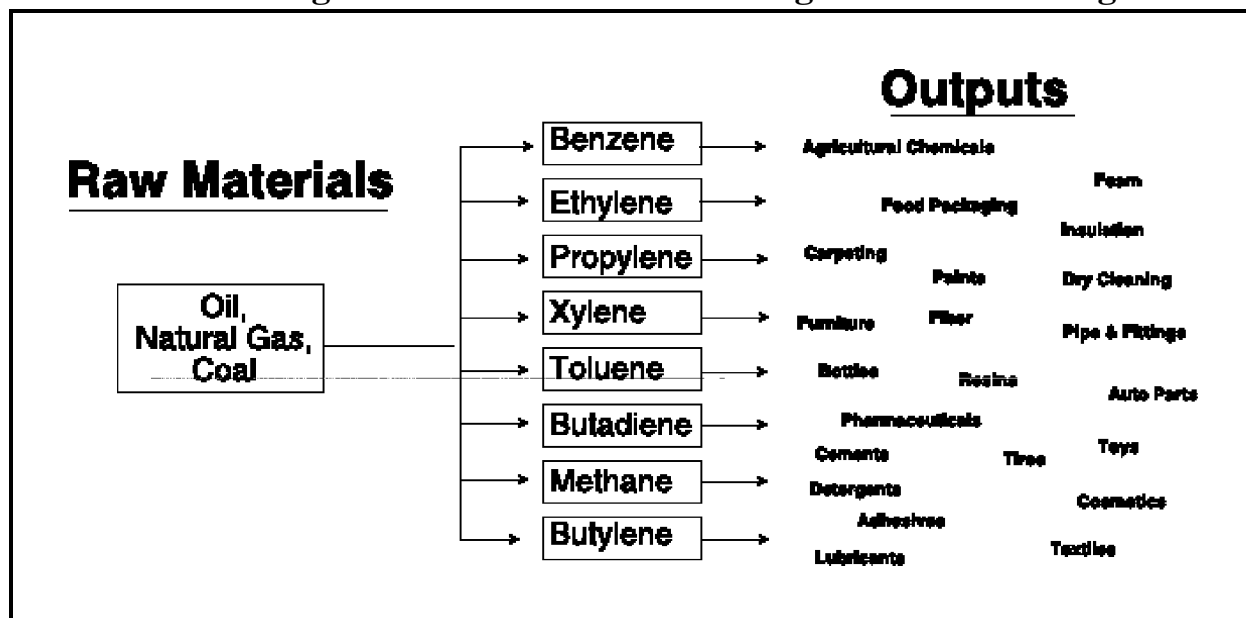 Outputs
Raw Materials
Oil,
Natural Gas,
Coal
Benzene
Ethylene
Propylene
Xylene
Toluene
Butadiene
Methane
Butylene
Agricultural Chemicals
Foam
Food Packaging
Insulation
Carpeting
Paints
Dry Cleaning
Furniture
Fiber
Pipe & Fittings
Bottles
Resins
Auto Parts
Pharmaceuticals
Cements
Tires
Toys
Detergents
Cosmetics
Adhesives
Lubricants
Textiles